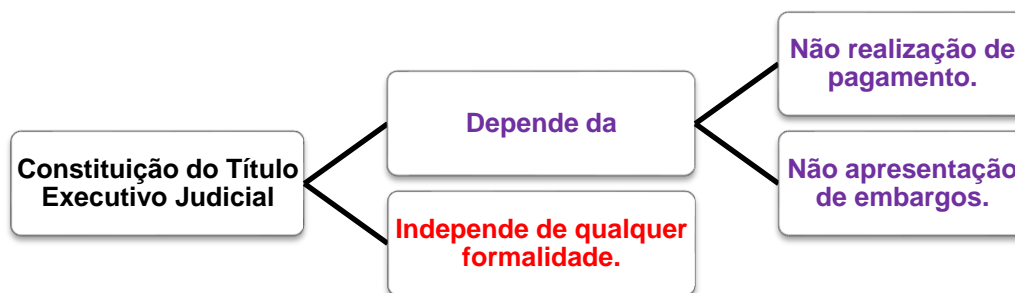 Constituição do Título
Executivo Judicial
Depende da
Não realização de
pagamento.
Não apresentação
de embargos.
Independe de qualquer
formalidade.